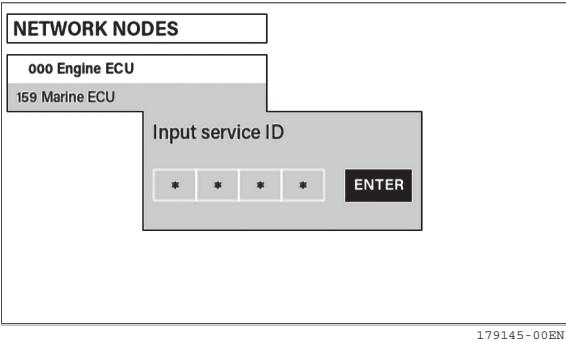 NETWORK NODES
000 Engine ECU
159 Marine ECU
Input service ID
* * * * ENTER
179145-00EN